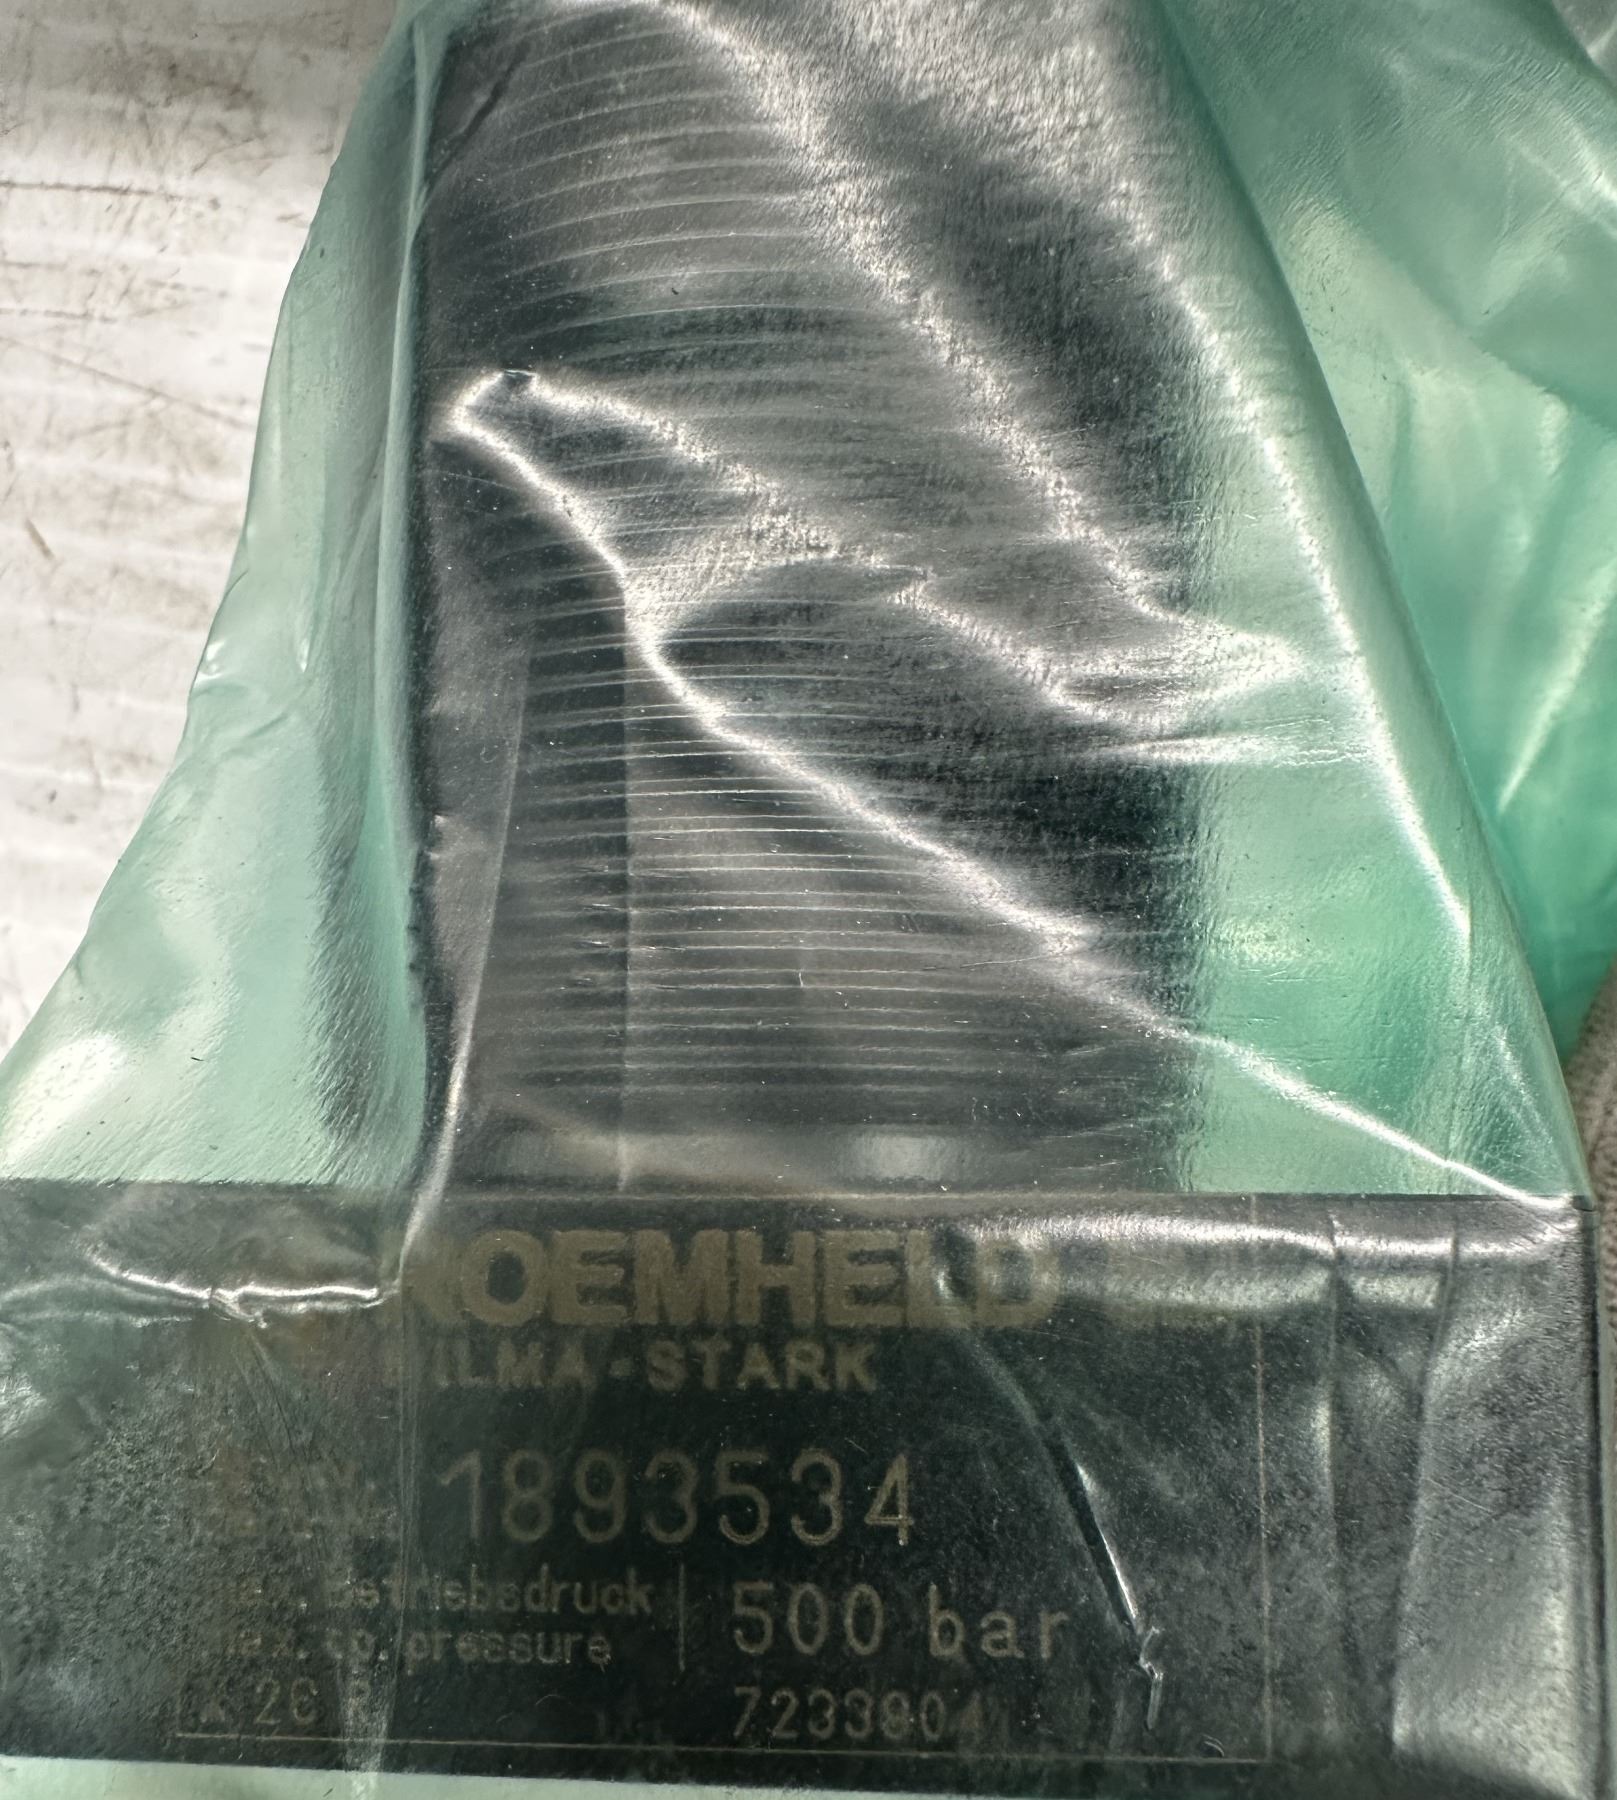 ROEMHELD
HILMA-STARK
1893534
max. Betriebsdruck 500 bar
max. op. pressure
7233804